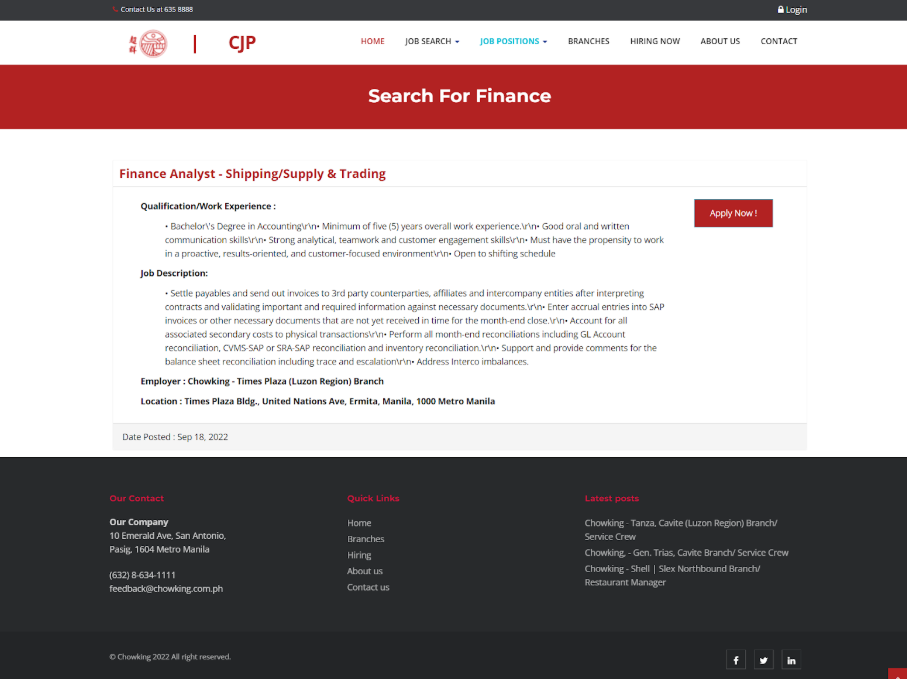 Contact Us at 635 8888
Login
超群
CJP
HOME
JOB SEARCH
JOB POSITIONS
BRANCHES
HIRING NOW
ABOUT US
CONTACT
Search For Finance
Finance Analyst - Shipping/Supply & Trading
Qualification/Work Experience :
Apply Now !
• Bachelor\'s Degree in Accounting\r\n• Minimum of five (5) years overall work experience.\r\n• Good oral and written
communication skills\r\n• Strong analytical, teamwork and customer engagement skills\r\n• Must have the propensity to work
in a proactive, results-oriented, and customer-focused environment\r\n• Open to shifting schedule
Job Description:
• Settle payables and send out invoices to 3rd party counterparties, affiliates and intercompany entities after interpreting
contracts and validating important and required information against necessary documents.\r\n• Enter accrual entries into SAP
invoices or other necessary documents that are not yet received in time for the month-end close.\r\n• Account for all
associated secondary costs to physical transactions\r\n• Perform all month-end reconciliations including GL Account
reconciliation, CVMS-SAP or SRA-SAP reconciliation and inventory reconciliation.\r\n• Support and provide comments for the
balance sheet reconciliation including trace and escalation\r\n• Address Interco imbalances.
Employer : Chowking - Times Plaza (Luzon Region) Branch
Location : Times Plaza Bldg., United Nations Ave, Ermita, Manila, 1000 Metro Manila
Date Posted : Sep 18, 2022
Our Contact
Our Company
10 Emerald Ave, San Antonio,
Pasig, 1604 Metro Manila
(632) 8-634-1111
feedback@chowking.com.ph
Quick Links
Home
Branches
Hiring
About us
Contact us
Latest posts
Chowking - Tanza, Cavite (Luzon Region) Branch/
Service Crew
Chowking, - Gen. Trias, Cavite Branch/ Service Crew
Chowking - Shell | Slex Northbound Branch/
Restaurant Manager
© Chowking 2022 All right reserved.